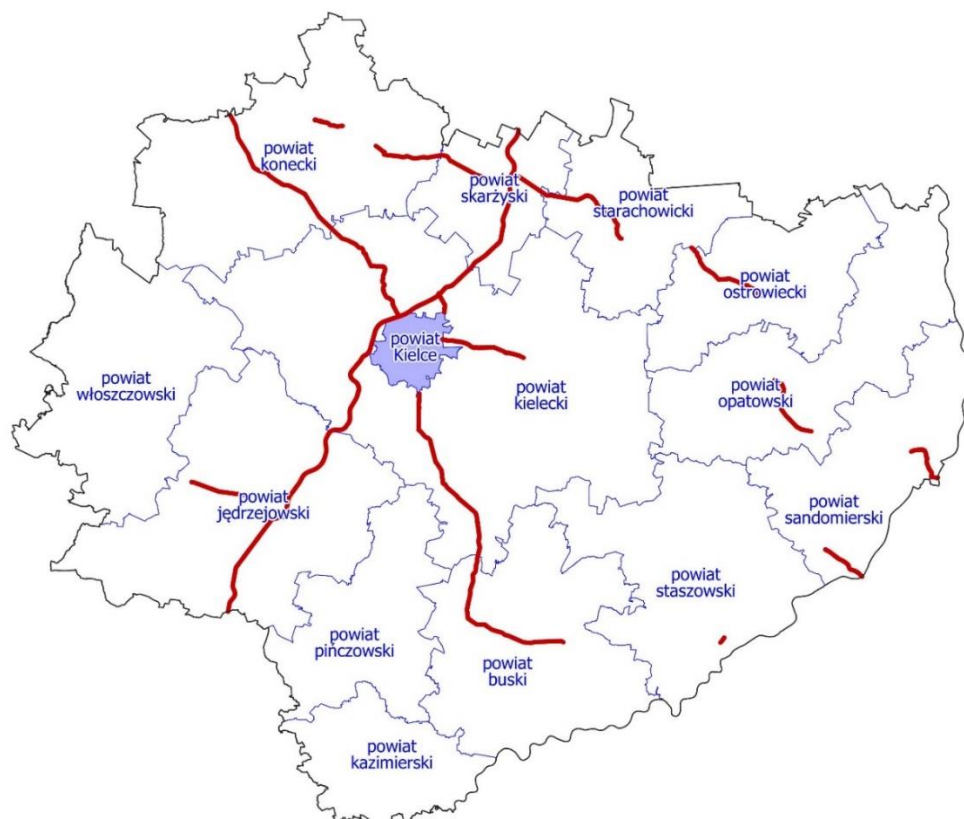 powiat
konecki
powiat
skarżyski
powiat
starachowicki
powiat
ostrowiecki
powiat
Kielce
powiat
włoszczowski
powiat
kielecki
powiat
opatowski
powiat
jędrzejowski
powiat
sandomierski
powiat
staszowski
powiat
pińczowski
powiat
buski
powiat
kazimierski